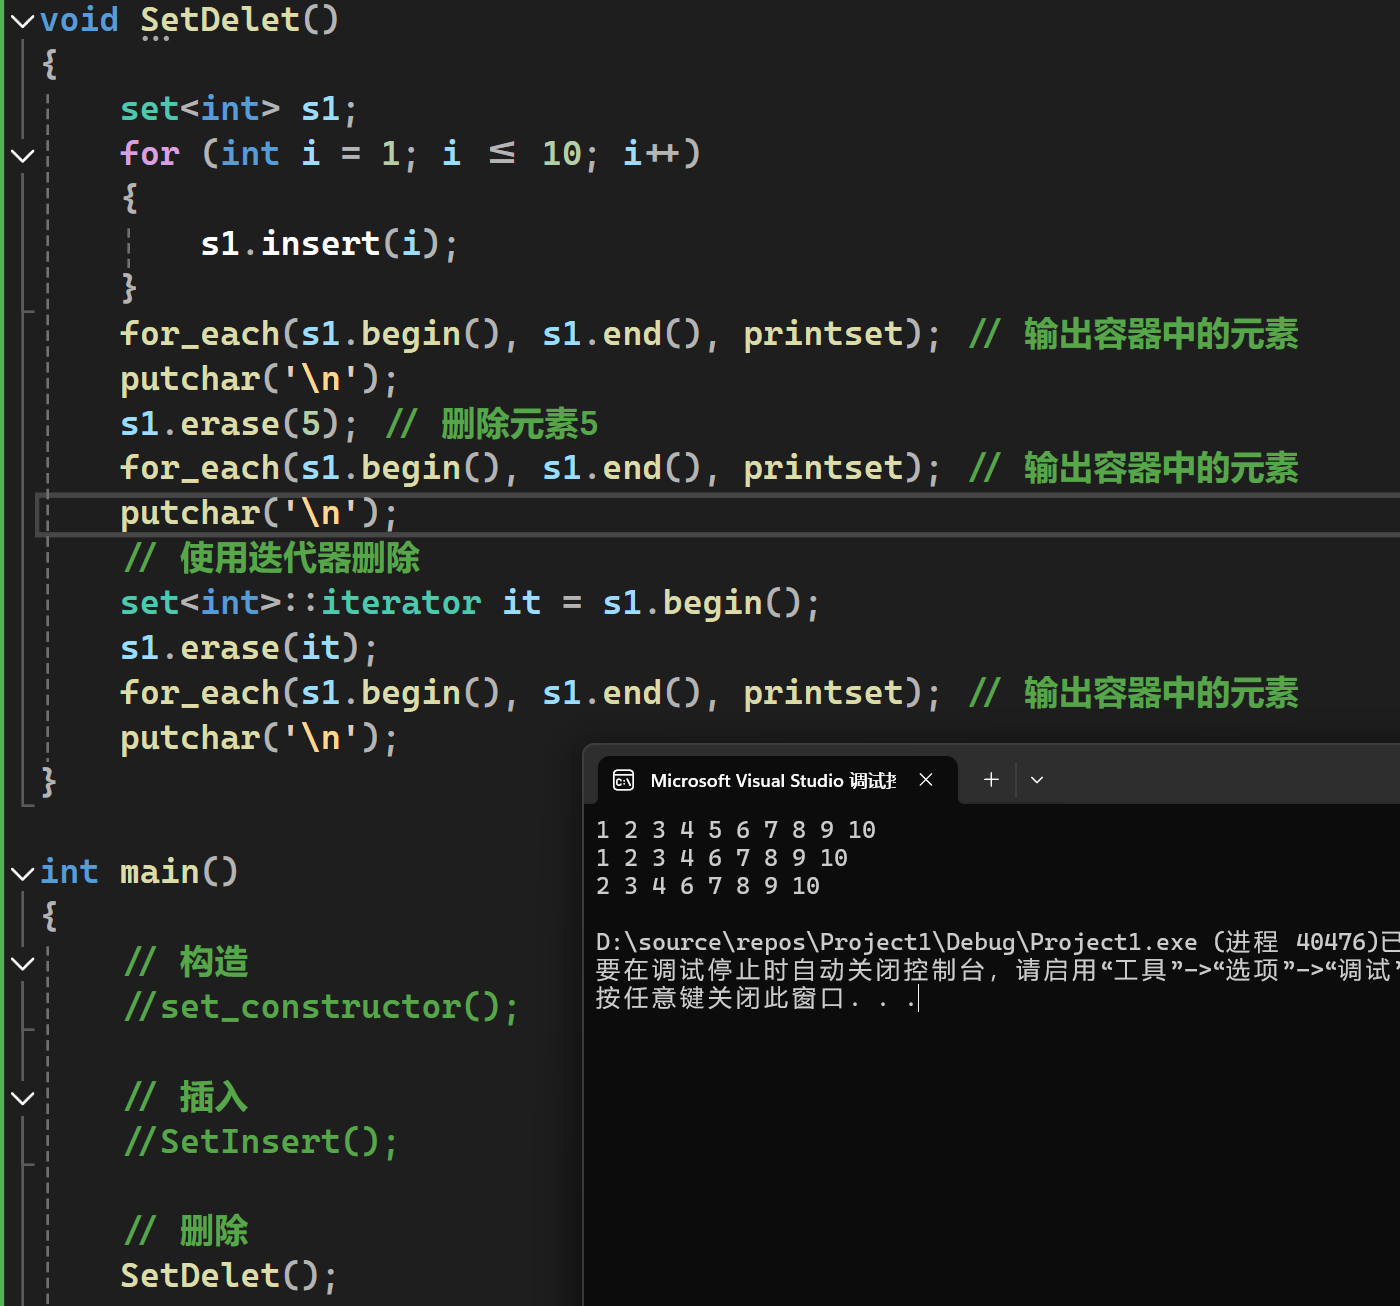 void SetDelet()
{
    set<int> s1;
    for (int i = 1; i <= 10; i++)
    {
        s1.insert(i);
    }
    for_each(s1.begin(), s1.end(), printset); // 输出容器中的元素
    putchar('\n');
    s1.erase(5); // 删除元素5
    for_each(s1.begin(), s1.end(), printset); // 输出容器中的元素
    putchar('\n');
    // 使用迭代器删除
    set<int>::iterator it = s1.begin();
    s1.erase(it);
    for_each(s1.begin(), s1.end(), printset); // 输出容器中的元素
    putchar('\n');
}
int main()
{
    // 构造
    //set_constructor();
    // 插入
    //SetInsert();
    // 删除
    SetDelet();
Microsoft Visual Studio 调试
1 2 3 4 5 6 7 8 9 10
1 2 3 4 6 7 8 9 10
2 3 4 6 7 8 9 10
D:\source\repos\Project1\Debug\Project1.exe (进程 40476)已
要在调试停止时自动关闭控制台，请启用“工具”->“选项”->“调试”
按任意键关闭此窗口. . .